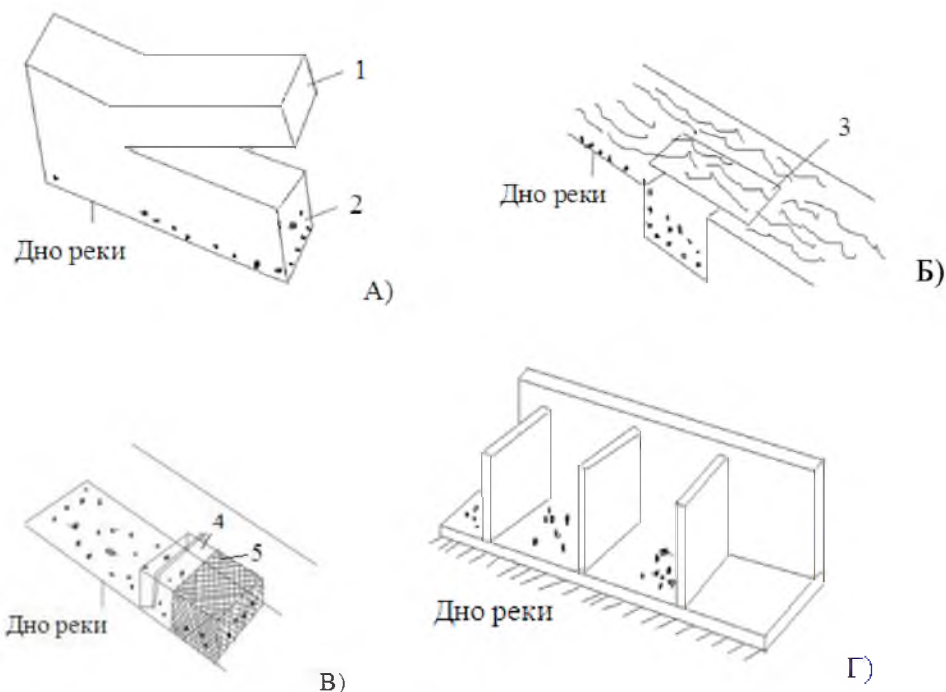 1
2
Дно реки
А)
3
Дно реки
Б)
4
5
Дно реки
В)
Дно реки
Г)